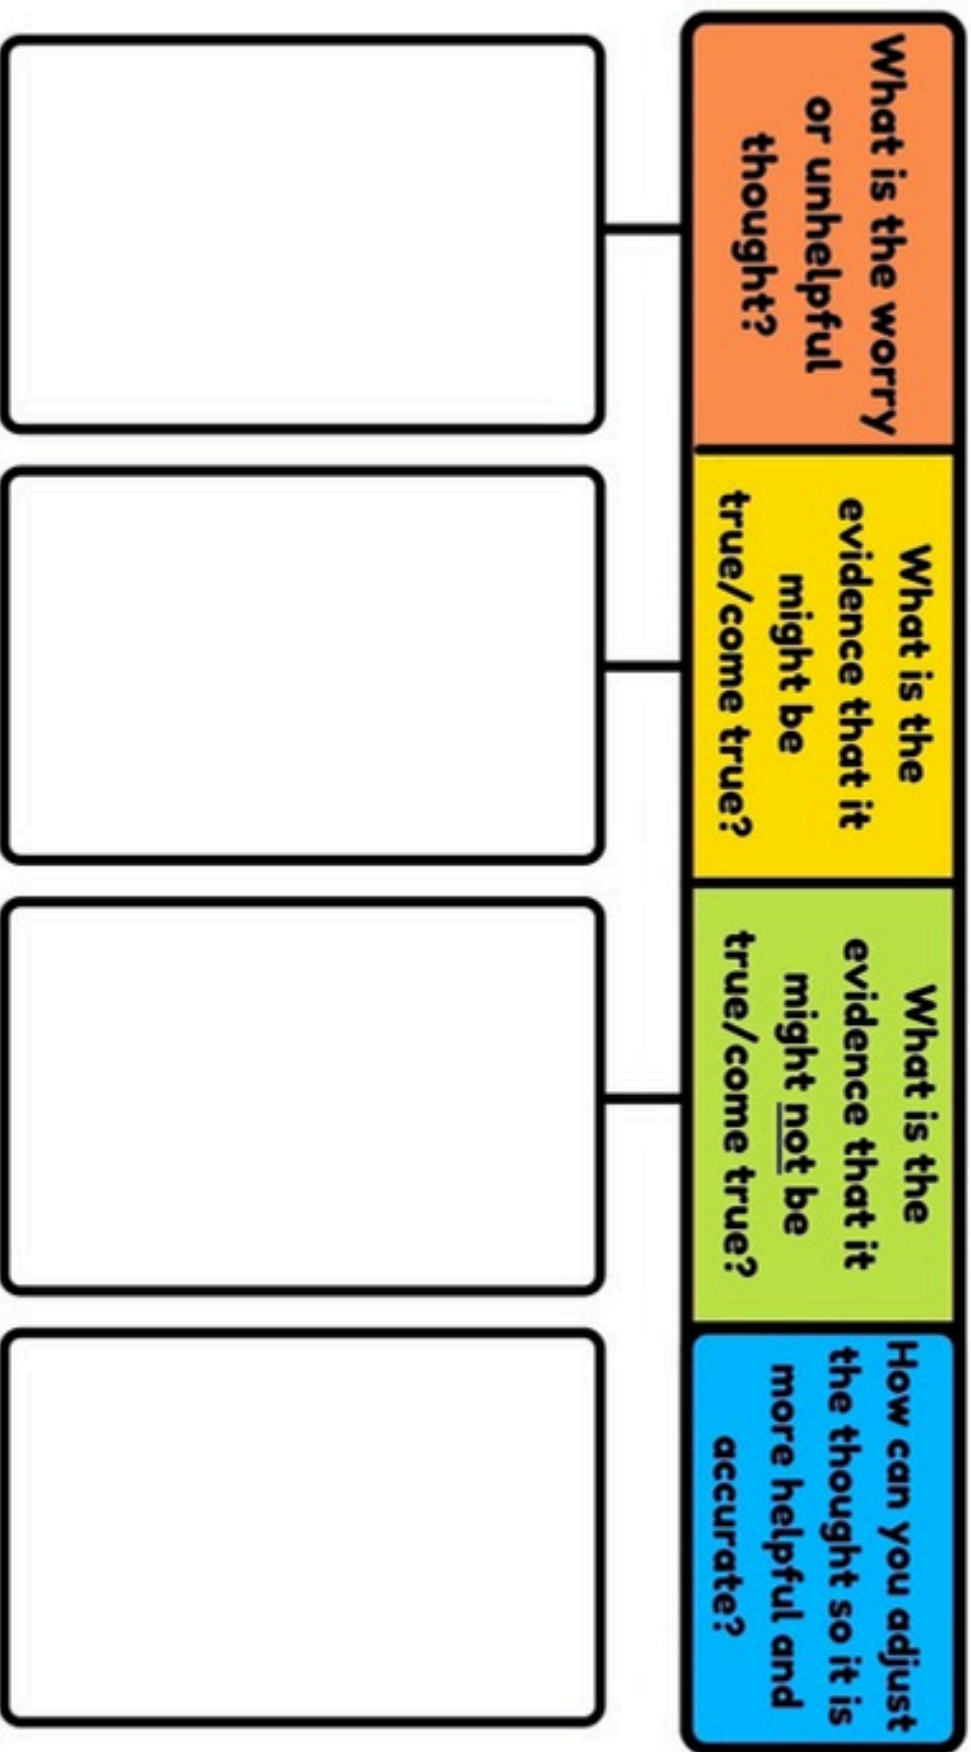 What is the worry
or unhelpful
thought?
What is the
evidence that it
might be
true/come true?
What is the
evidence that it
might not be
true/come true?
How can you adjust
the thought so it is
more helpful and
accurate?